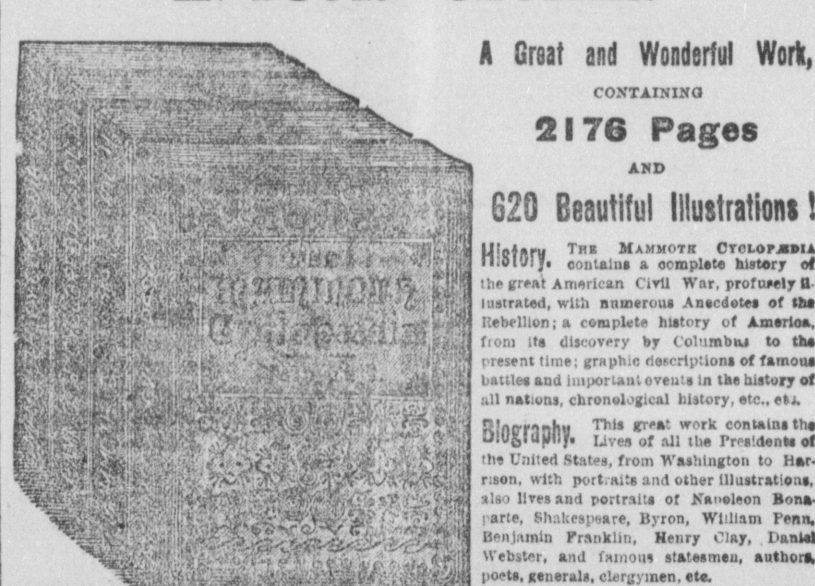 A Great and Wonderful Work,
CONTAINING
2176 Pages
AND
620 Beautiful Illustrations !
History. THE MAMMOTH CYCLOPÆDIA
contains a complete history of
the great American Civil War, profusely il-
lustrated, with numerous Anecdotes of the
Rebellion; a complete history of America,
from its discovery by Columbus to the
present time; graphic descriptions of famous
battles and important events in the history of
all nations, chronological history, etc., etc.
Biography. This great work contains the
Lives of all the Presidents of
the United States, from Washington to Har-
rison, with portraits and other illustrations,
also lives and portraits of Napoleon Bona-
parte, Shakespeare, Byron, William Penn,
Benjamin Franklin, Henry Clay, Daniel
Webster, and famous statesmen, authors,
poets, generals, clergymen, etc.